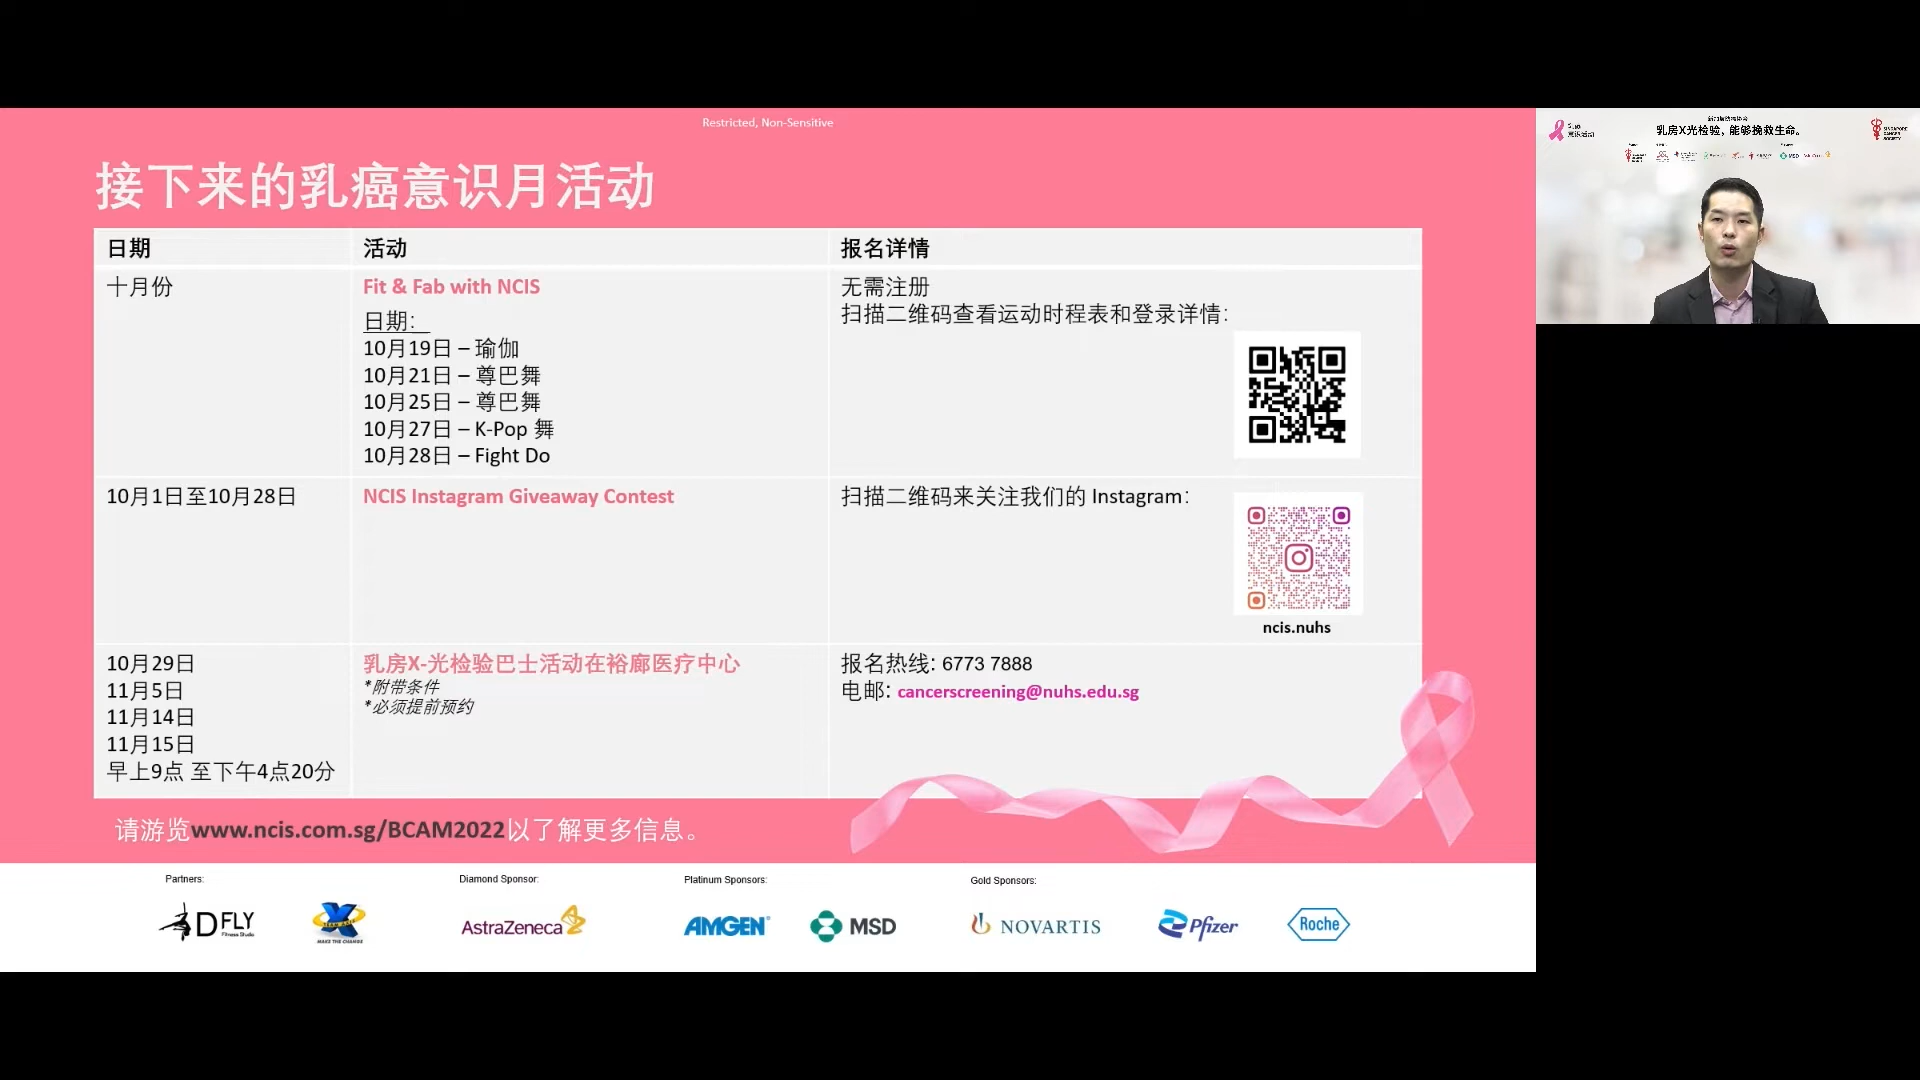 Restricted, Non-Sensitive
接下来的乳癌意识月活动
日期
活动
报名详情
十月份
Fit & Fab with NCIS
日期:
10月19日 – 瑜伽
10月21日 – 尊巴舞
10月25日 – 尊巴舞
10月27日 – K-Pop 舞
10月28日 – Fight Do
无需注册
扫描二维码查看运动时程表和登录详情:
10月1日至10月28日
NCIS Instagram Giveaway Contest
扫描二维码来关注我们的 Instagram:
ncis.nuhs
10月29日
11月5日
11月14日
11月15日
早上9点 至下午4点20分
乳房X-光检验巴士活动在裕廊医疗中心
*附带条件
*必须提前预约
报名热线: 6773 7888
电邮: cancerscreening@nuhs.edu.sg
请游览www.ncis.com.sg/BCAM2022以了解更多信息。
Partners:
Diamond Sponsor:
Platinum Sponsors:
Gold Sponsors:
DFLY
Fitness Studio
MAKE THE CHANGE
AstraZeneca
AMGEN
MSD
NOVARTIS
Pfizer
Roche
乳房X光检验，能够挽救生命。
SINGAPORE
CANCER
SOCIETY
MSD